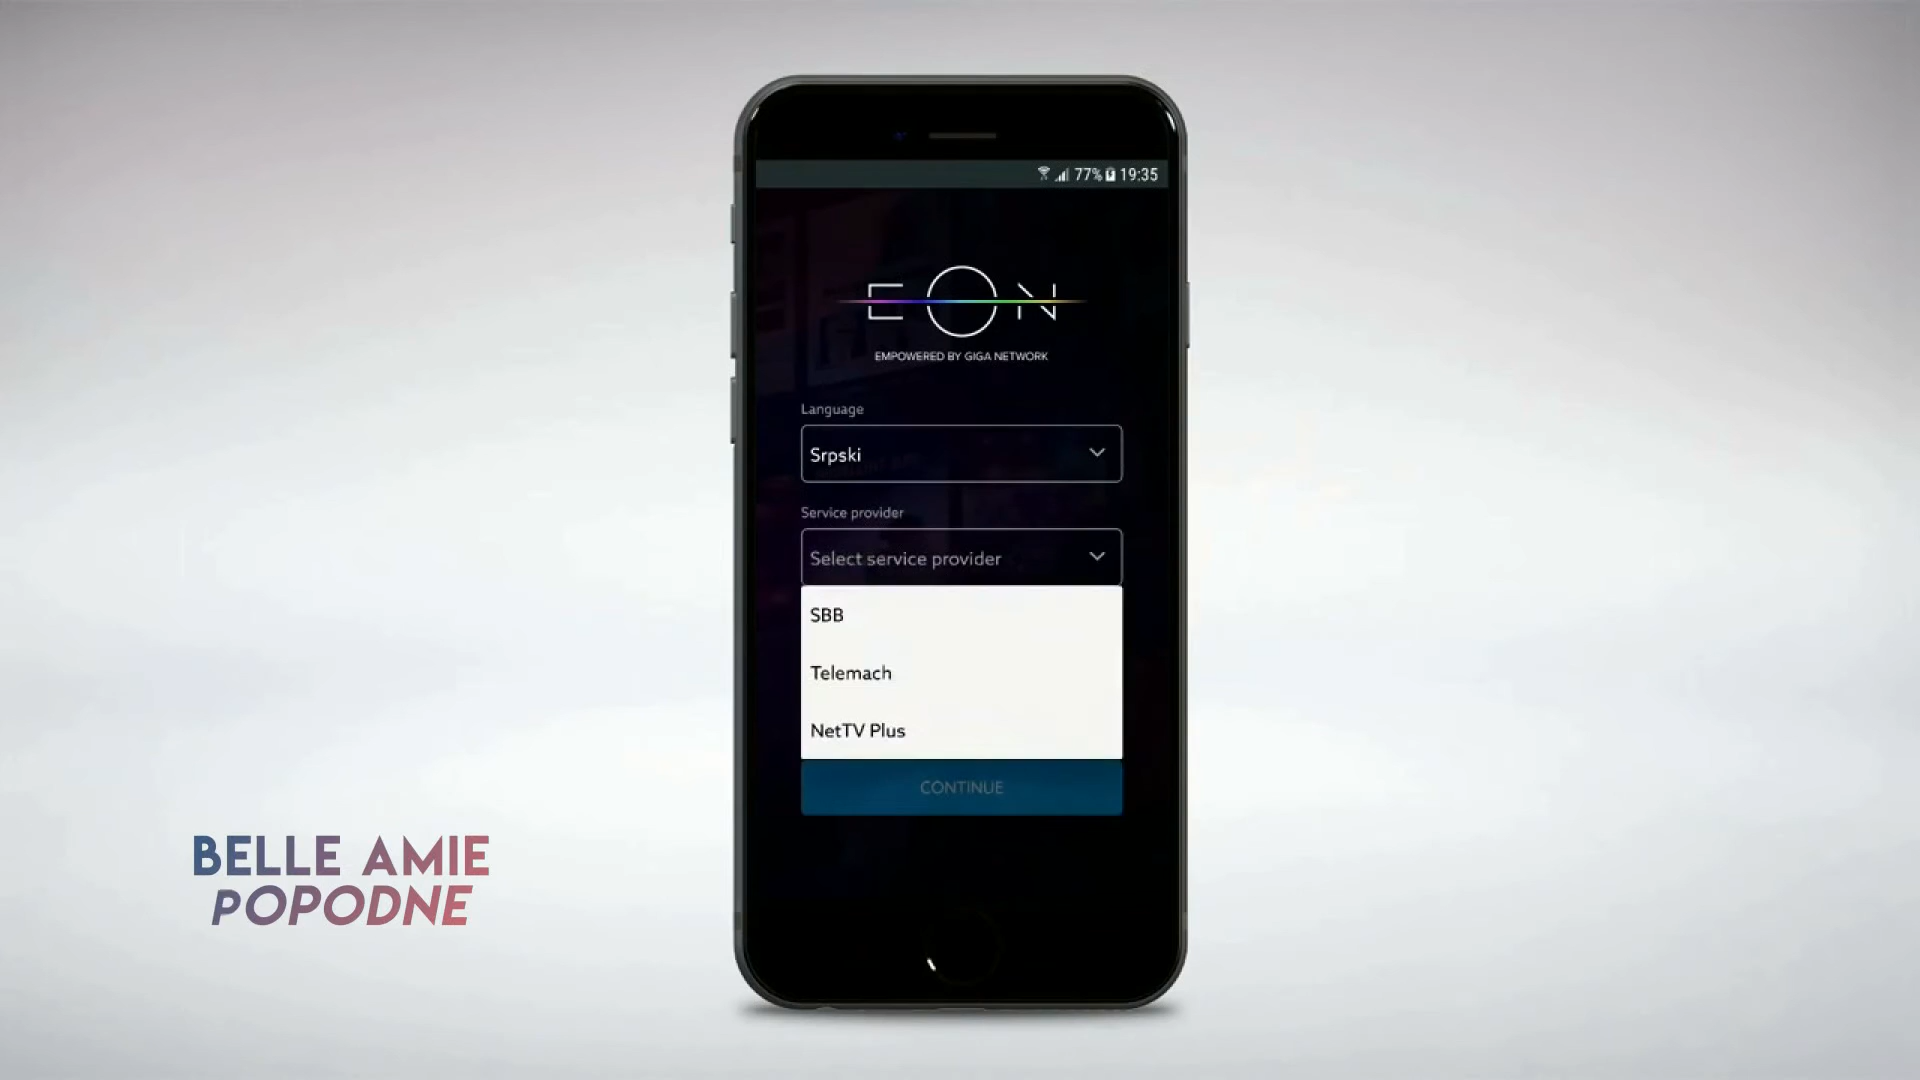 77% 19:35
EON
EMPOWERED BY GIGA NETWORK
Language
Srpski
Service provider
Select service provider
SBB
Telemach
NetTV Plus
CONTINUE
BELLE AMIE
POPODNE